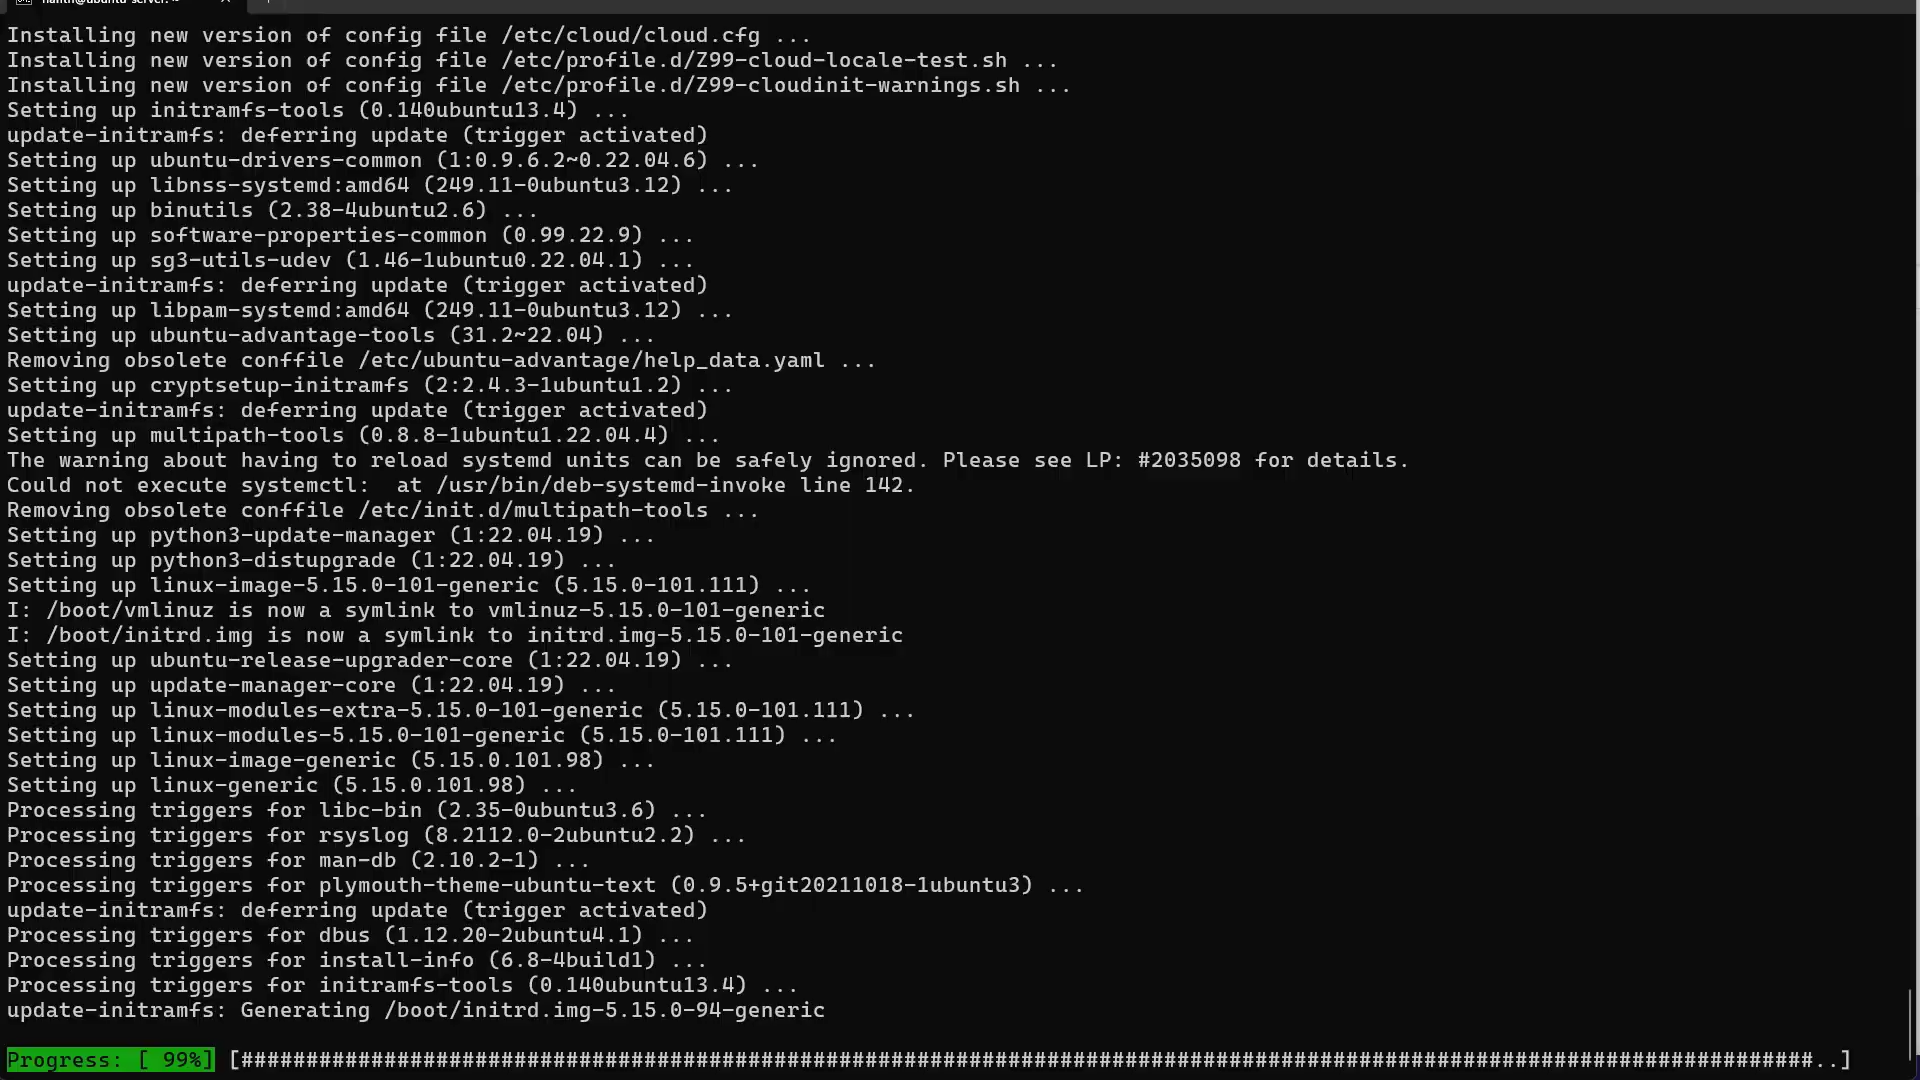 Installing new version of config file /etc/cloud/cloud.cfg ...
Installing new version of config file /etc/profile.d/Z99-cloud-locale-test.sh ...
Installing new version of config file /etc/profile.d/Z99-cloudinit-warnings.sh ...
Setting up initramfs-tools (0.140ubuntu13.4) ...
update-initramfs: deferring update (trigger activated)
Setting up ubuntu-drivers-common (1:0.9.6.2~0.22.04.6) ...
Setting up libnss-systemd:amd64 (249.11-0ubuntu3.12) ...
Setting up binutils (2.38-4ubuntu2.6) ...
Setting up software-properties-common (0.99.22.9) ...
Setting up sg3-utils-udev (1.46-1ubuntu0.22.04.1) ...
update-initramfs: deferring update (trigger activated)
Setting up libpam-systemd:amd64 (249.11-0ubuntu3.12) ...
Setting up ubuntu-advantage-tools (31.2~22.04) ...
Removing obsolete conffile /etc/ubuntu-advantage/help_data.yaml ...
Setting up cryptsetup-initramfs (2:2.4.3-1ubuntu1.2) ...
update-initramfs: deferring update (trigger activated)
Setting up multipath-tools (0.8.8-1ubuntu1.22.04.4) ...
The warning about having to reload systemd units can be safely ignored. Please see LP: #2035098 for details.
Could not execute systemctl:  at /usr/bin/deb-systemd-invoke line 142.
Removing obsolete conffile /etc/init.d/multipath-tools ...
Setting up python3-update-manager (1:22.04.19) ...
Setting up python3-distupgrade (1:22.04.19) ...
Setting up linux-image-5.15.0-101-generic (5.15.0-101.111) ...
I: /boot/vmlinuz is now a symlink to vmlinuz-5.15.0-101-generic
I: /boot/initrd.img is now a symlink to initrd.img-5.15.0-101-generic
Setting up ubuntu-release-upgrader-core (1:22.04.19) ...
Setting up update-manager-core (1:22.04.19) ...
Setting up linux-modules-extra-5.15.0-101-generic (5.15.0-101.111) ...
Setting up linux-modules-5.15.0-101-generic (5.15.0-101.111) ...
Setting up linux-image-generic (5.15.0.101.98) ...
Setting up linux-generic (5.15.0.101.98) ...
Processing triggers for libc-bin (2.35-0ubuntu3.6) ...
Processing triggers for rsyslog (8.2112.0-2ubuntu2.2) ...
Processing triggers for man-db (2.10.2-1) ...
Processing triggers for plymouth-theme-ubuntu-text (0.9.5+git20211018-1ubuntu3) ...
update-initramfs: deferring update (trigger activated)
Processing triggers for dbus (1.12.20-2ubuntu4.1) ...
Processing triggers for install-info (6.8-4build1) ...
Processing triggers for initramfs-tools (0.140ubuntu13.4) ...
update-initramfs: Generating /boot/initrd.img-5.15.0-94-generic
Progress: [ 99%] [#########################################################################################################################..]